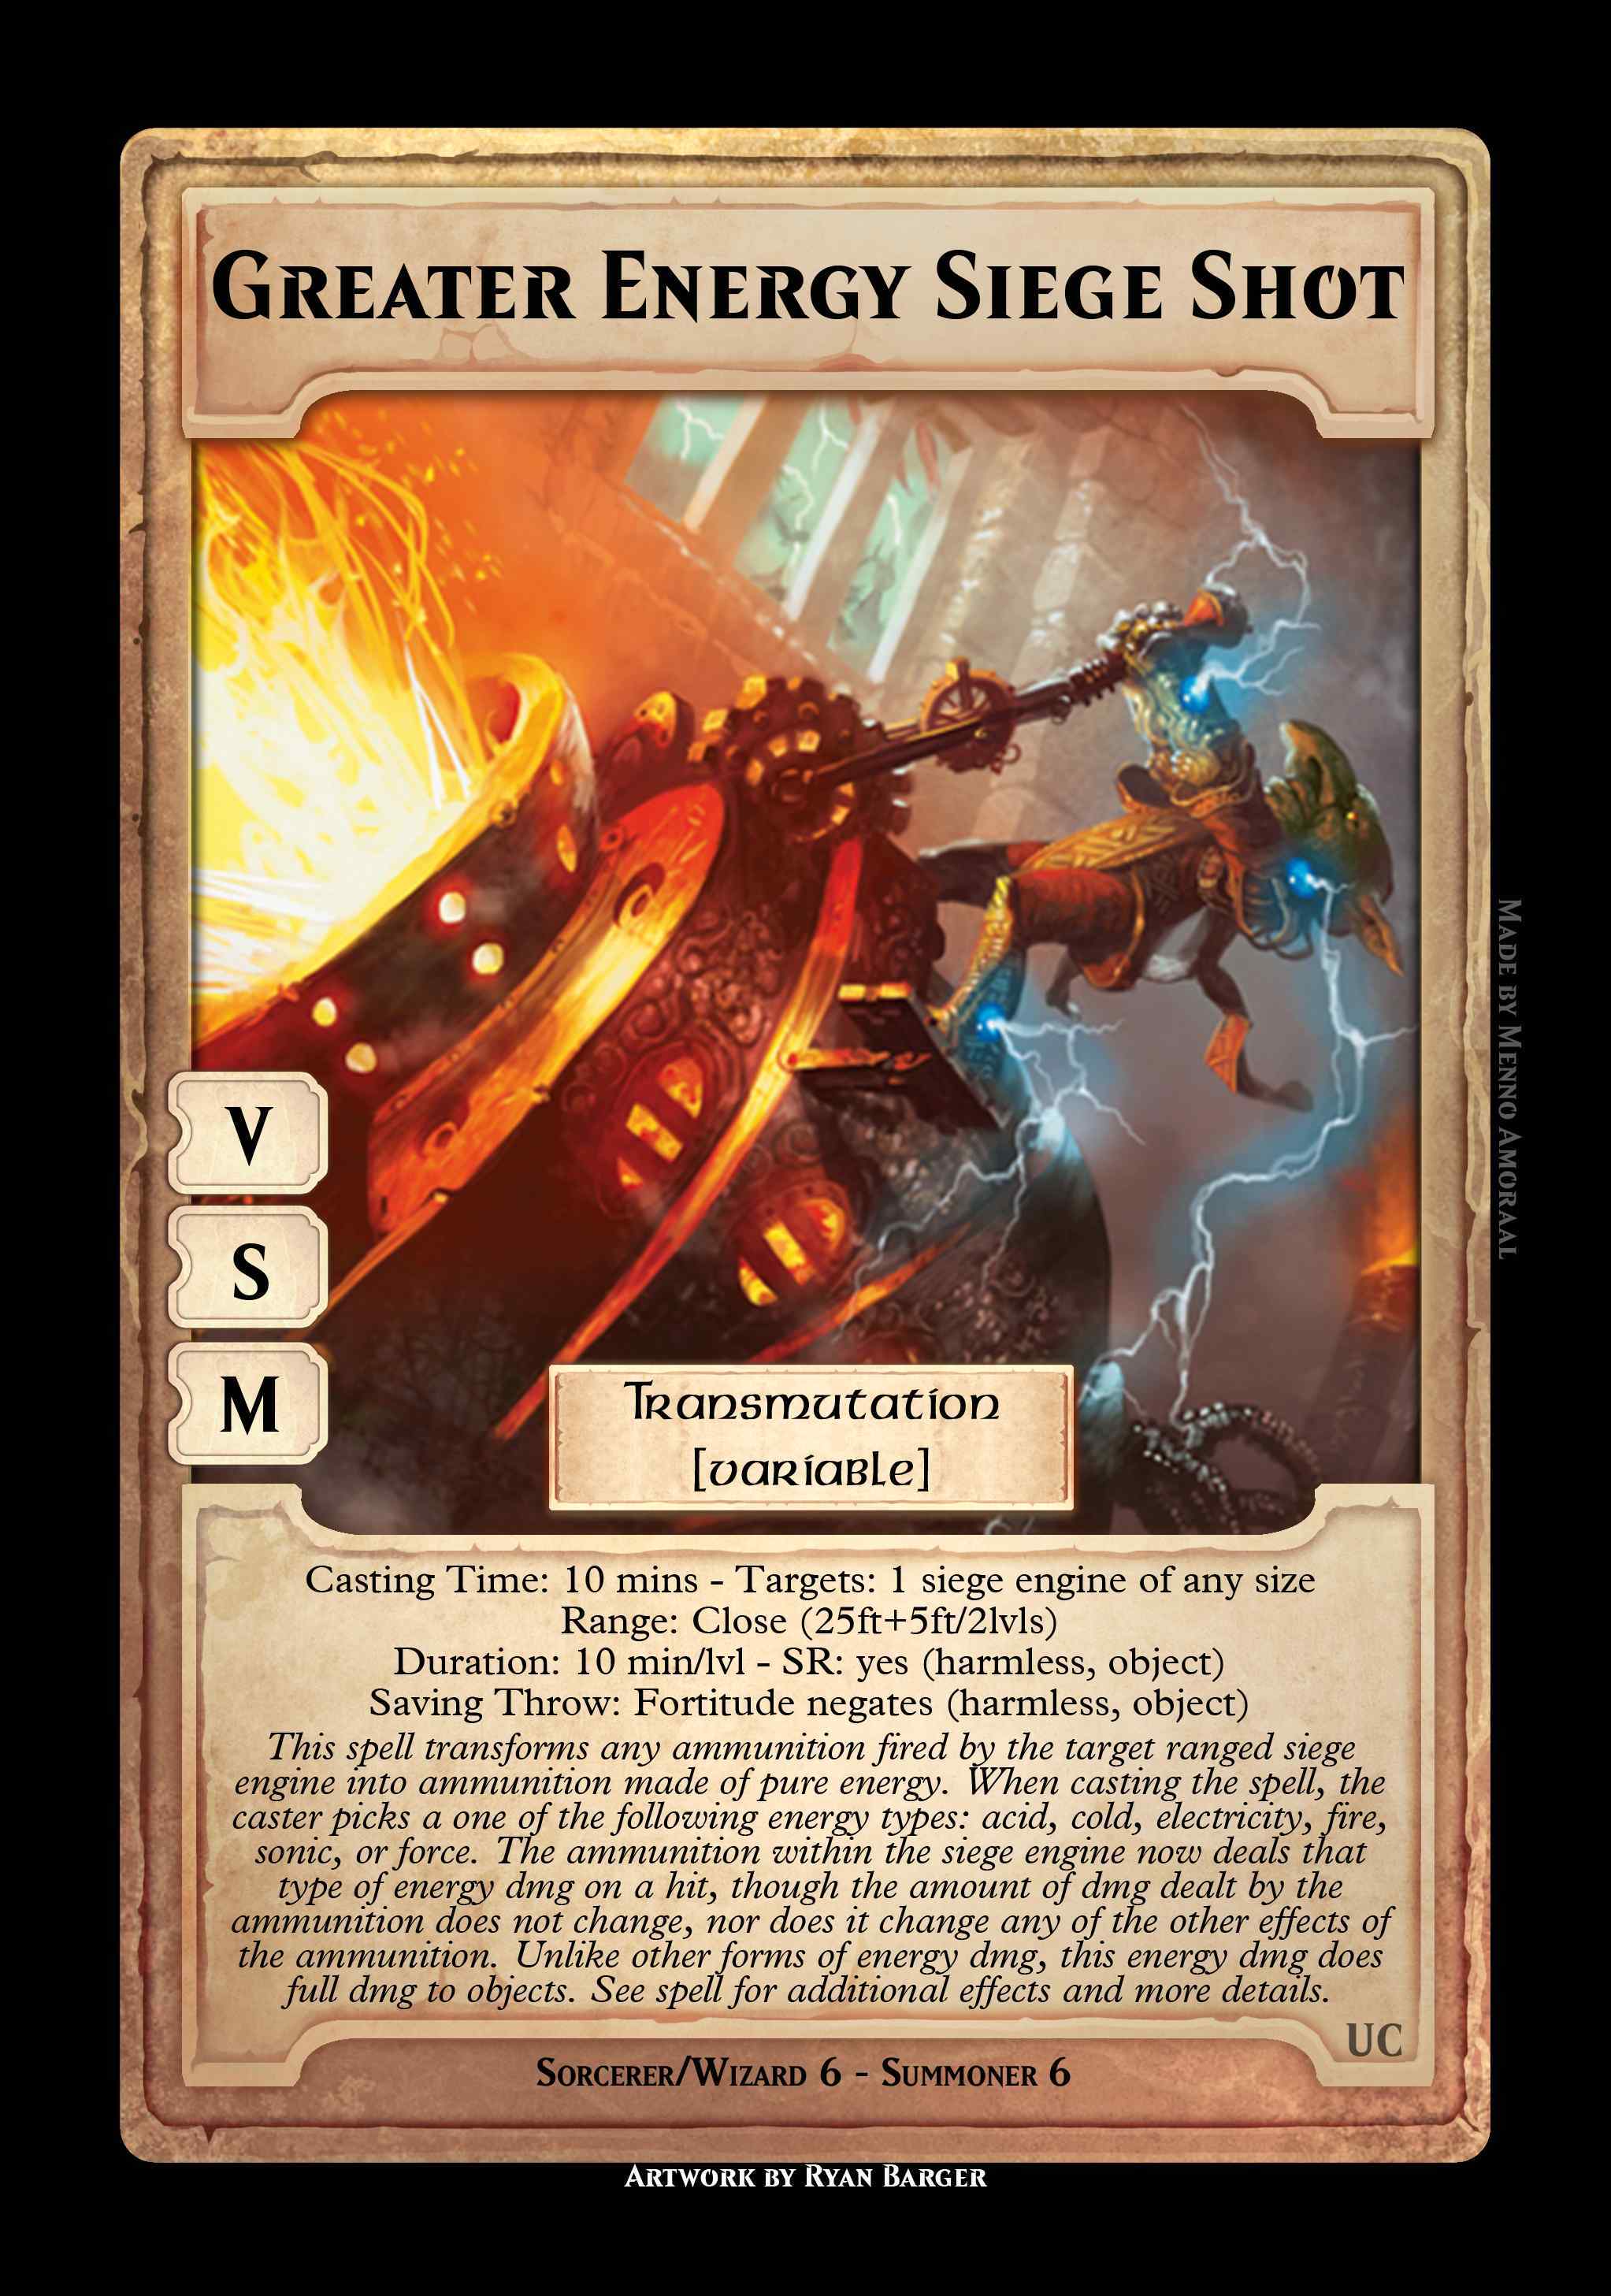 Greater Energy Siege Shot
V
S
M
Transmutation
[variable]
Casting Time: 10 mins - Targets: 1 siege engine of any size
Range: Close (25ft+5ft/2lvls)
Duration: 10 min/lvl - SR: yes (harmless, object)
Saving Throw: Fortitude negates (harmless, object)
This spell transforms any ammunition fired by the target ranged siege
engine into ammunition made of pure energy. When casting the spell, the
caster picks a one of the following energy types: acid, cold, electricity, fire,
sonic, or force. The ammunition within the siege engine now deals that
type of energy dmg on a hit, though the amount of dmg dealt by the
ammunition does not change, nor does it change any of the other effects of
the ammunition. Unlike other forms of energy dmg, this energy dmg does
full dmg to objects. See spell for additional effects and more details.
UC
Sorcerer/Wizard 6 - Summoner 6
Artwork by Ryan Barger
Made by Menno Amoraal